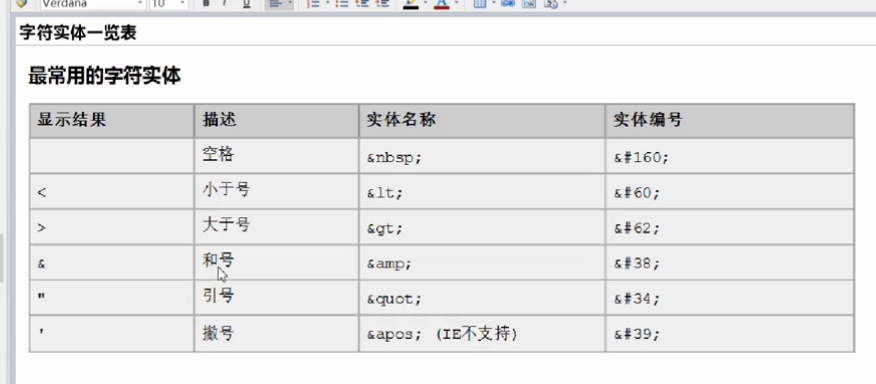 Verdana 10 B I U
字符实体一览表
最常用的字符实体
显示结果 描述 实体名称 实体编号
空格 &nbsp; &#160;
< 小于号 &lt; &#60;
> 大于号 &gt; &#62;
& 和号 &amp; &#38;
" 引号 &quot; &#34;
' 撇号 &apos; (IE不支持) &#39;